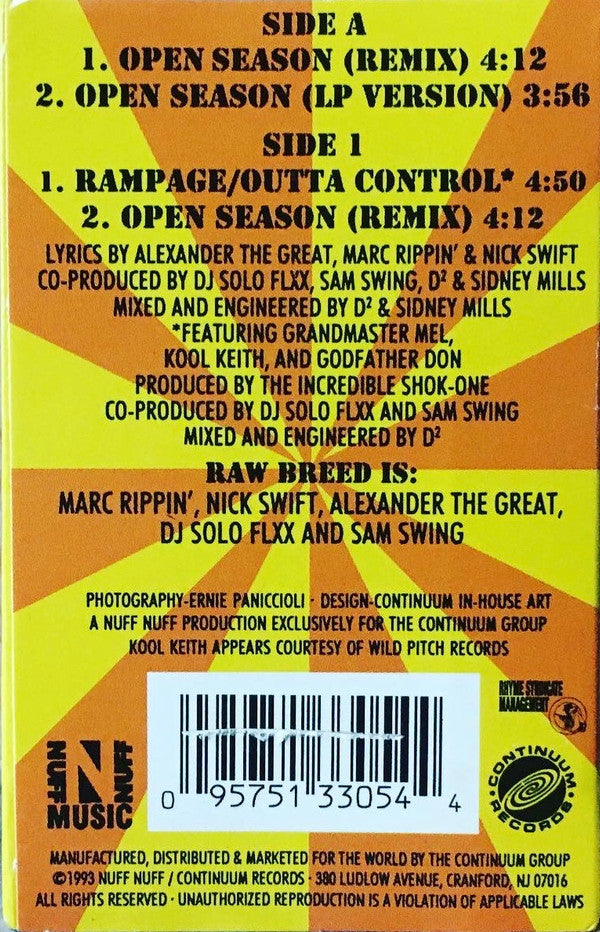 SIDE A
1. OPEN SEASON (REMIX) 4:12
2. OPEN SEASON (LP VERSION) 3:56
SIDE 1
1. RAMPAGE/OUTTA CONTROL* 4:50
2. OPEN SEASON (REMIX) 4:12
LYRICS BY ALEXANDER THE GREAT, MARC RIPPIN' & NICK SWIFT
CO-PRODUCED BY DJ SOLO FLXX, SAM SWING, D² & SIDNEY MILLS
MIXED AND ENGINEERED BY D² & SIDNEY MILLS
*FEATURING GRANDMASTER MEL,
KOOL KEITH, AND GODFATHER DON
PRODUCED BY THE INCREDIBLE SHOK-ONE
CO-PRODUCED BY DJ SOLO FLXX AND SAM SWING
MIXED AND ENGINEERED BY D²
RAW BREED IS:
MARC RIPPIN', NICK SWIFT, ALEXANDER THE GREAT,
DJ SOLO FLXX AND SAM SWING
PHOTOGRAPHY-ERNIE PANICCIOLI · DESIGN-CONTINUUM IN-HOUSE ART
A NUFF NUFF PRODUCTION EXCLUSIVELY FOR THE CONTINUUM GROUP
KOOL KEITH APPEARS COURTESY OF WILD PITCH RECORDS
RHYME SYNDICATE
MANAGEMENT
NUFF N NUFF
MUSIC
0 95751 33054 4
·CONTINUUM·
RECORDS
MANUFACTURED, DISTRIBUTED & MARKETED FOR THE WORLD BY THE CONTINUUM GROUP
©1993 NUFF NUFF / CONTINUUM RECORDS · 380 LUDLOW AVENUE, CRANFORD, NJ 07016
ALL RIGHTS RESERVED · UNAUTHORIZED REPRODUCTION IS A VIOLATION OF APPLICABLE LAWS